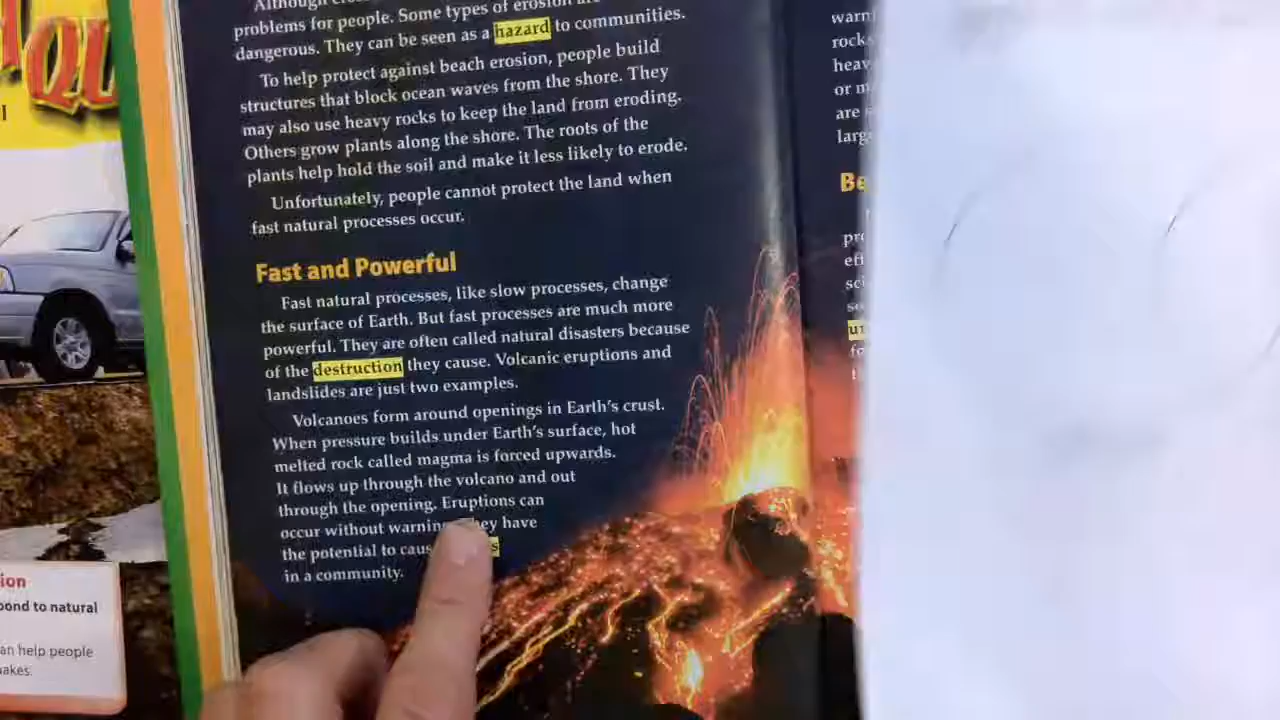 QU
Although
problems for people. Some types of erosion are
dangerous. They can be seen as a hazard to communities.
To help protect against beach erosion, people build
structures that block ocean waves from the shore. They
may also use heavy rocks to keep the land from eroding.
Others grow plants along the shore. The roots of the
plants help hold the soil and make it less likely to erode.
Unfortunately, people cannot protect the land when
fast natural processes occur.
Fast and Powerful
Fast natural processes, like slow processes, change
the surface of Earth. But fast processes are much more
powerful. They are often called natural disasters because
of the destruction they cause. Volcanic eruptions and
landslides are just two examples.
Volcanoes form around openings in Earth's crust.
When pressure builds under Earth's surface, hot
melted rock called magma is forced upwards.
It flows up through the volcano and out
through the opening. Eruptions can
occur without warning. They have
the potential to cause
in a community.
ion
pond to natural
an help people
uakes.
warn
rocks
heav
or m
are s
larg
Be